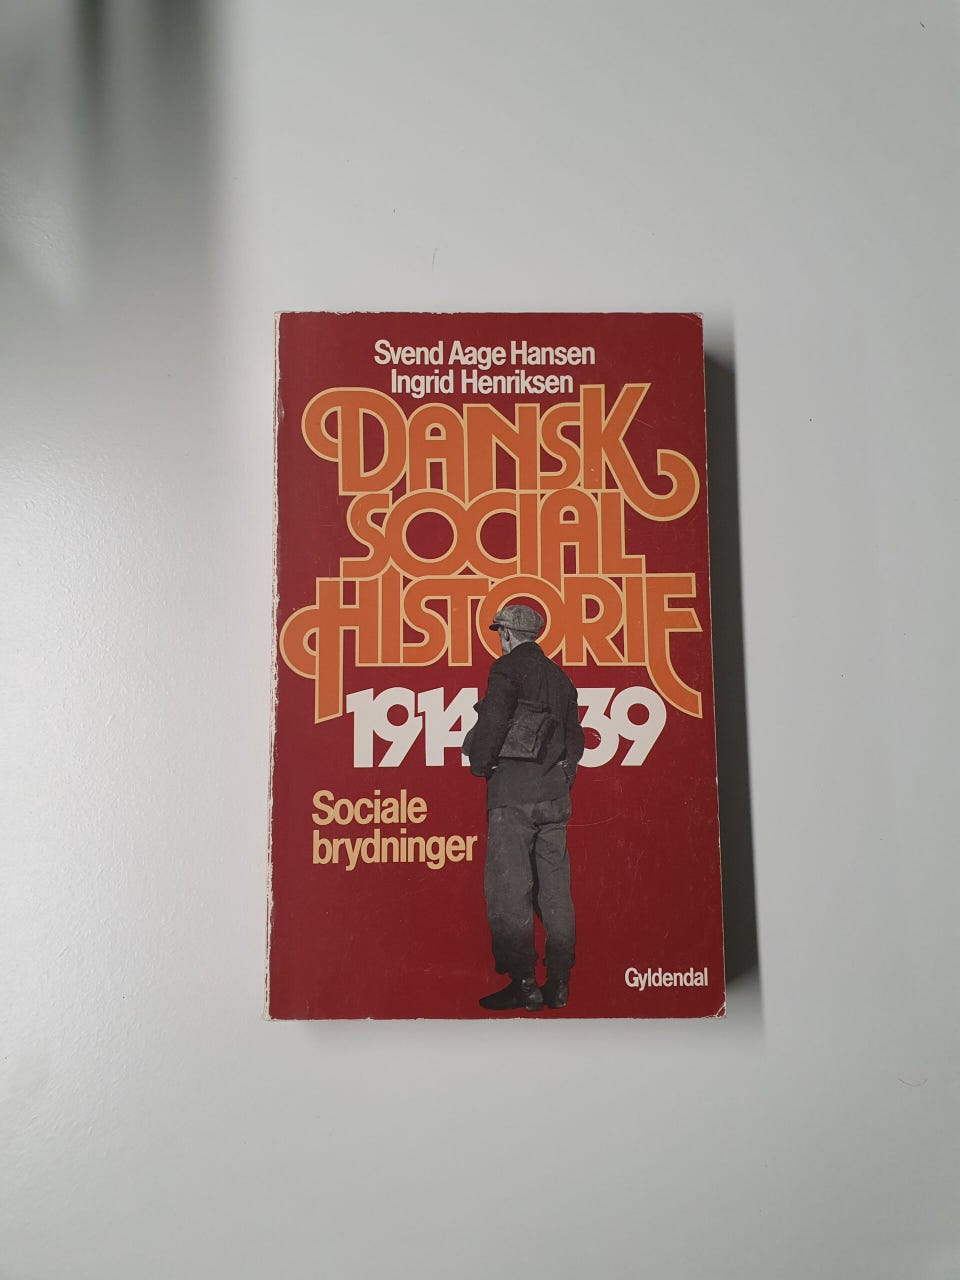 Svend Aage Hansen
Ingrid Henriksen
DANSK
SOCIAL
HISTORIE
1914 39
Sociale
brydninger
Gyldendal